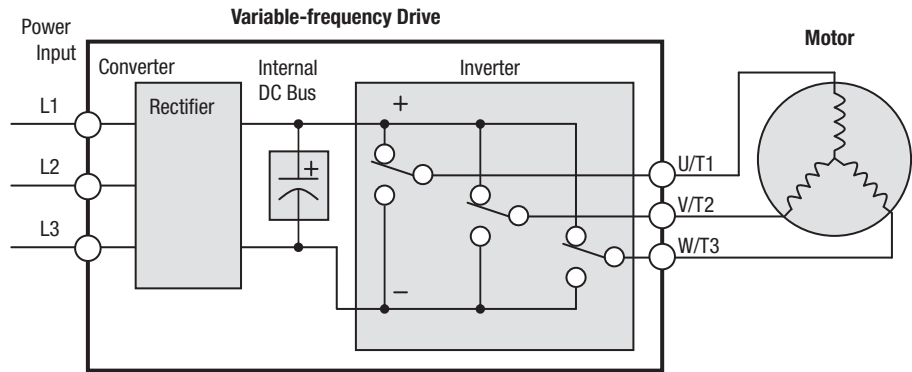 Variable-frequency Drive
Power
Input
Motor
Converter
Internal
DC Bus
Inverter
Rectifier
L1
L2
L3
+
+
–
U/T1
V/T2
W/T3